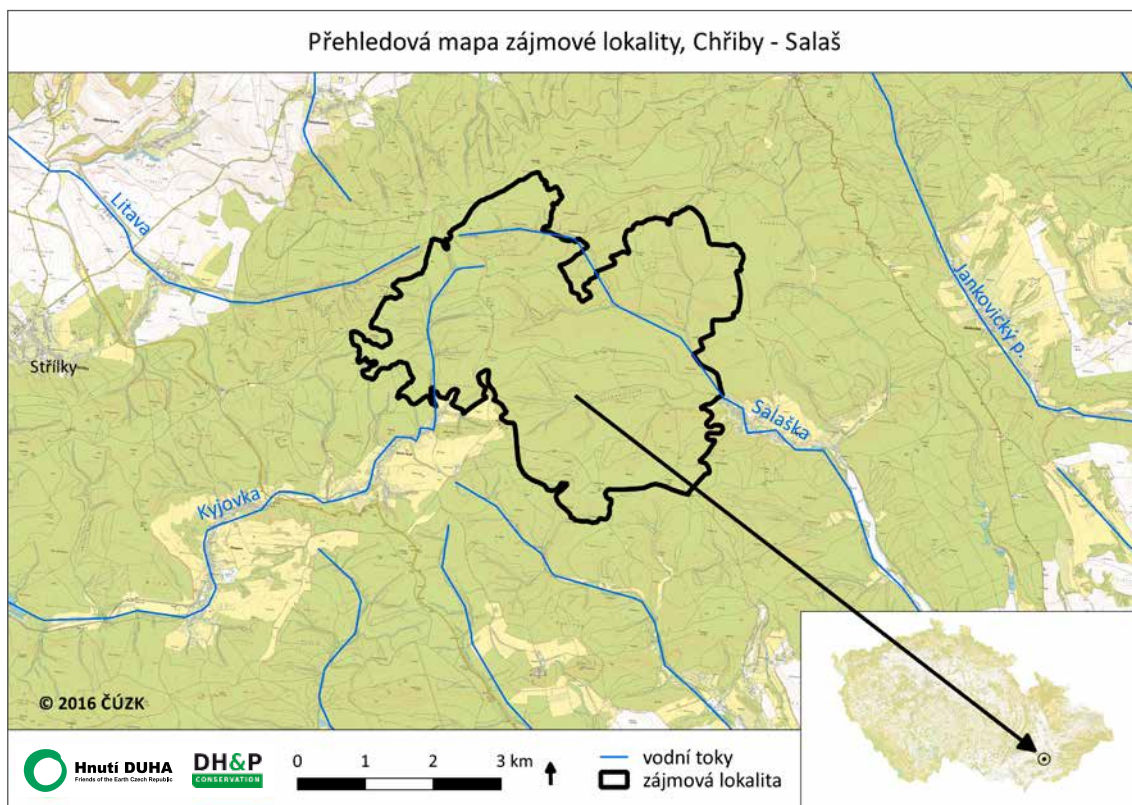 Přehledová mapa zájmové lokality, Chřiby - Salaš
Litava
Jankovický p.
Střílky
Salaška
Kyjovka
© 2016 ČÚZK
Hnutí DUHA
Friends of the Earth Czech Republic
DH&P
CONSERVATION
0 1 2 3 km
vodní toky
zájmová lokalita